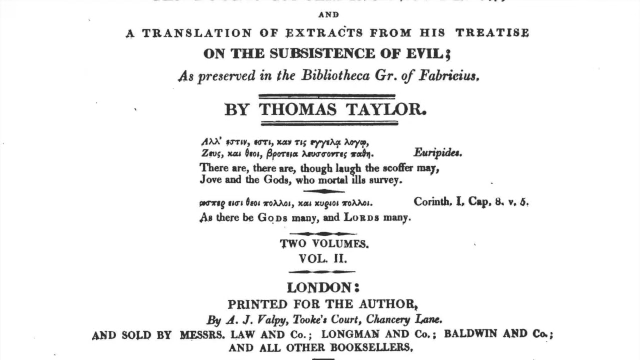 AND
A TRANSLATION OF EXTRACTS FROM HIS TREATISE
ON THE SUBSISTENCE OF EVIL;
As preserved in the Bibliotheca Gr. of Fabricius.
BY THOMAS TAYLOR.
Αλλ' εστιν, εστι, καν τις εγγελᾳ λογῳ,
Ζευς, και θεοι, βροτεια λευσσοντες παθη. Euripides.
There are, there are, though laugh the scoffer may,
Jove and the Gods, who mortal ills survey.
ωσπερ εισι θεοι πολλοι, και κυριοι πολλοι. Corinth. I. Cap. 8. v. 5.
As there be GODS many, and LORDS many.
TWO VOLUMES.
VOL. II.
LONDON:
PRINTED FOR THE AUTHOR,
By A. J. Valpy, Tooke's Court, Chancery Lane.
AND SOLD BY MESSRS. LAW AND Co.; LONGMAN AND Co.; BALDWIN AND Co.;
AND ALL OTHER BOOKSELLERS.